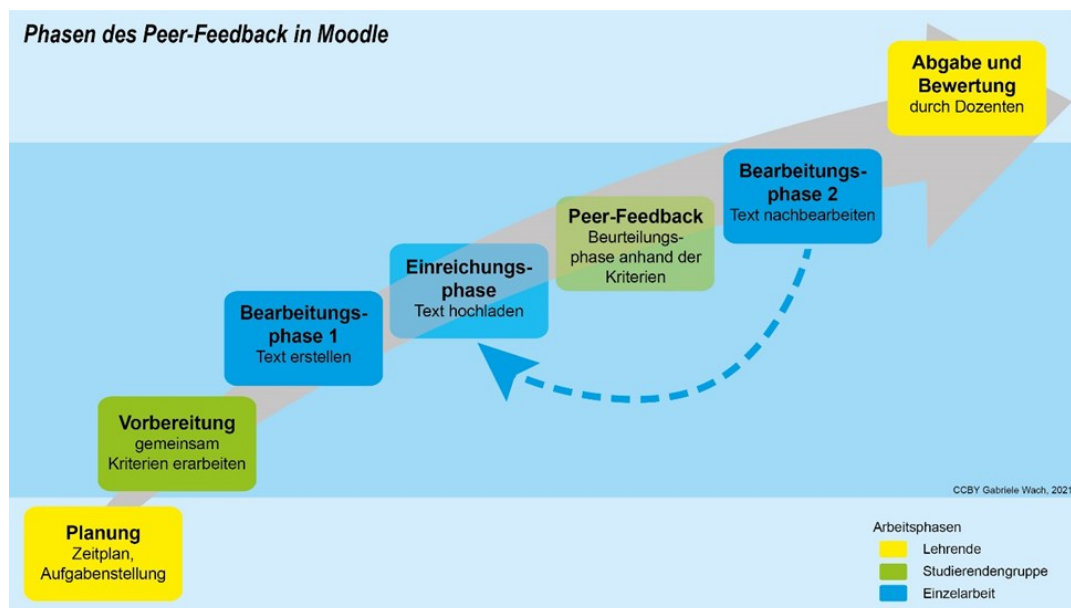 Phasen des Peer-Feedback in Moodle
Abgabe und
Bewertung
durch Dozenten
Bearbeitungs-
phase 2
Text nachbearbeiten
Peer-Feedback
Beurteilungs-
phase anhand der
Kriterien
Einreichungs-
phase
Text hochladen
Bearbeitungs-
phase 1
Text erstellen
Vorbereitung
gemeinsam
Kriterien erarbeiten
Planung
Zeitplan,
Aufgabenstellung
CCBY Gabriele Wach, 2021
Arbeitsphasen
Lehrende
Studierendengruppe
Einzelarbeit